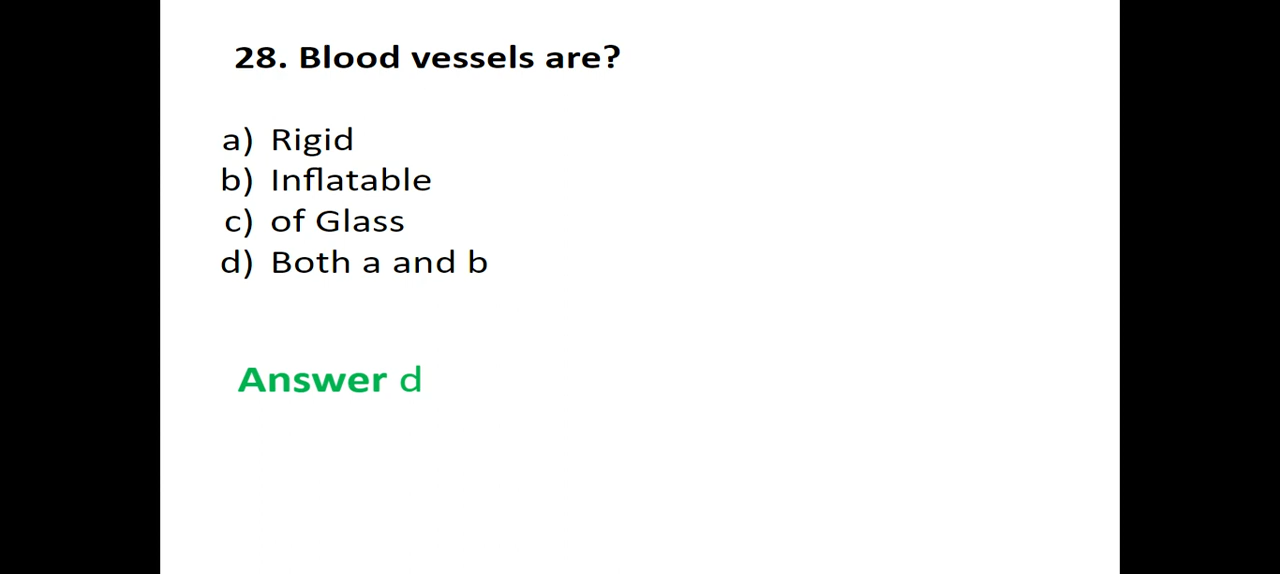 28. Blood vessels are?
a) Rigid
b) Inflatable
c) of Glass
d) Both a and b
Answer d